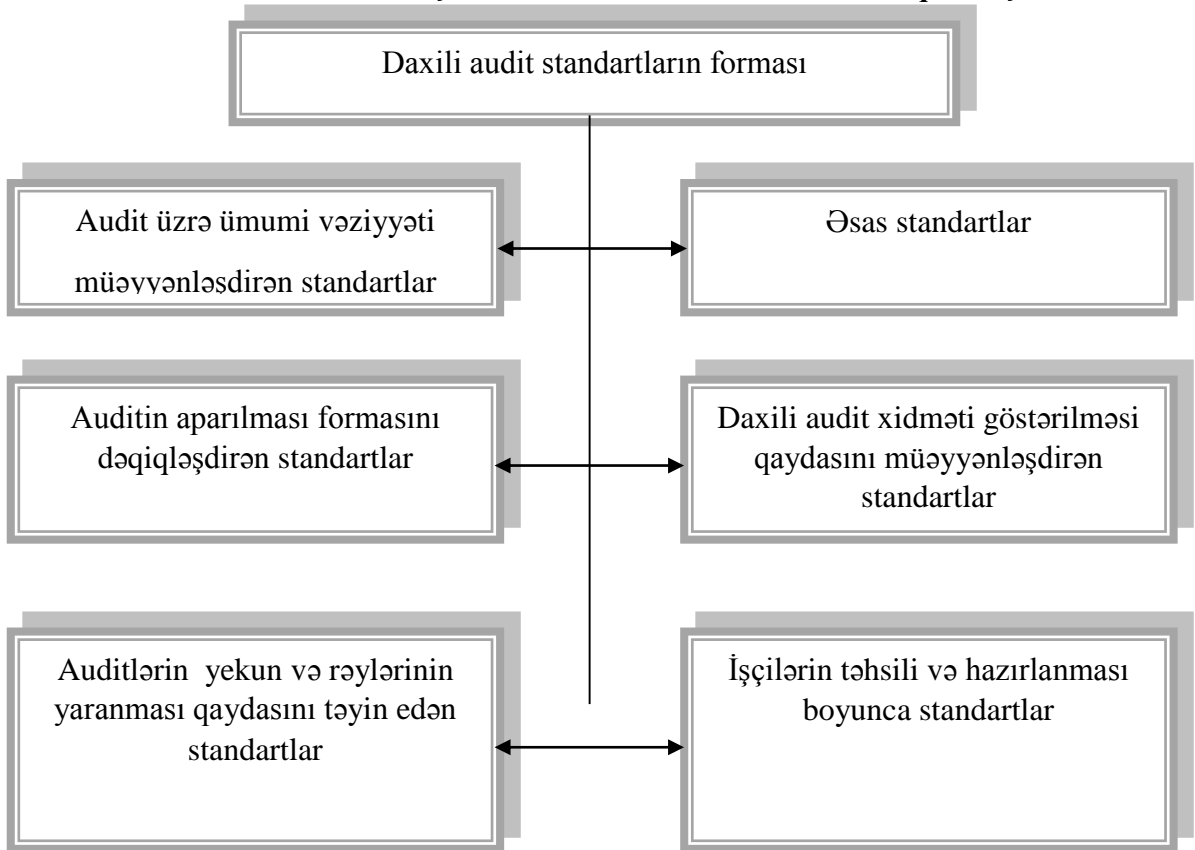 Daxili audit standartların forması
Audit üzrə ümumi vəziyyəti
müəyyənləşdirən standartlar
Əsas standartlar
Auditin aparılması formasını
dəqiqləşdirən standartlar
Daxili audit xidməti göstərilməsi
qaydasını müəyyənləşdirən
standartlar
Auditlərin yekun və rəylərinin
yaranması qaydasını təyin edən
standartlar
İşçilərin təhsili və hazırlanması
boyunca standartlar